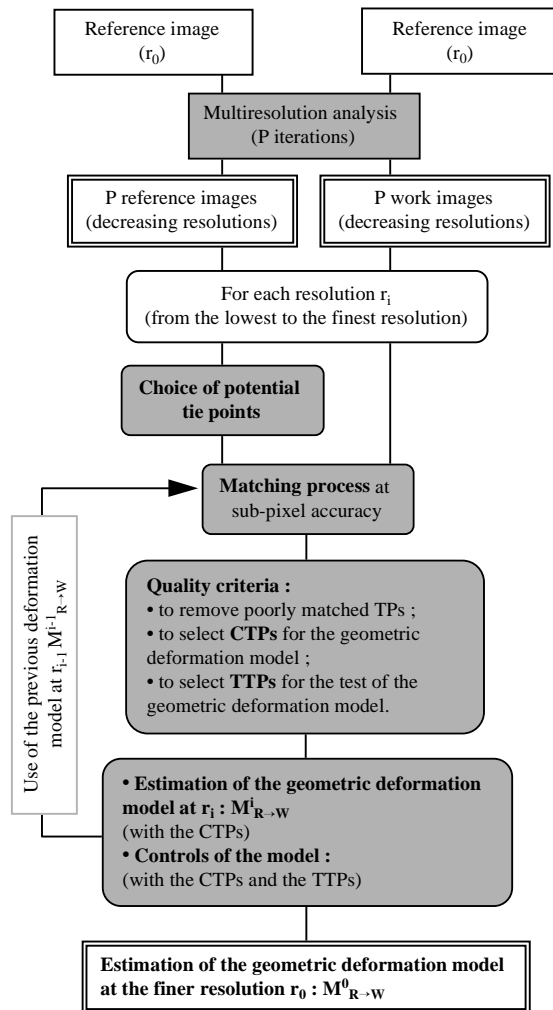 Reference image
(r0)
Reference image
(r0)
Multiresolution analysis
(P iterations)
P reference images
(decreasing resolutions)
P work images
(decreasing resolutions)
For each resolution ri
(from the lowest to the finest resolution)
Choice of potential
tie points
Matching process at
sub-pixel accuracy
Use of the previous deformation
model at ri-1 M^i-1 R→W
Quality criteria :
• to remove poorly matched TPs ;
• to select CTPs for the geometric
deformation model ;
• to select TTPs for the test of the
geometric deformation model.
• Estimation of the geometric deformation
model at ri : M^i R→W
(with the CTPs)
• Controls of the model :
(with the CTPs and the TTPs)
Estimation of the geometric deformation model
at the finer resolution r0 : M^0 R→W